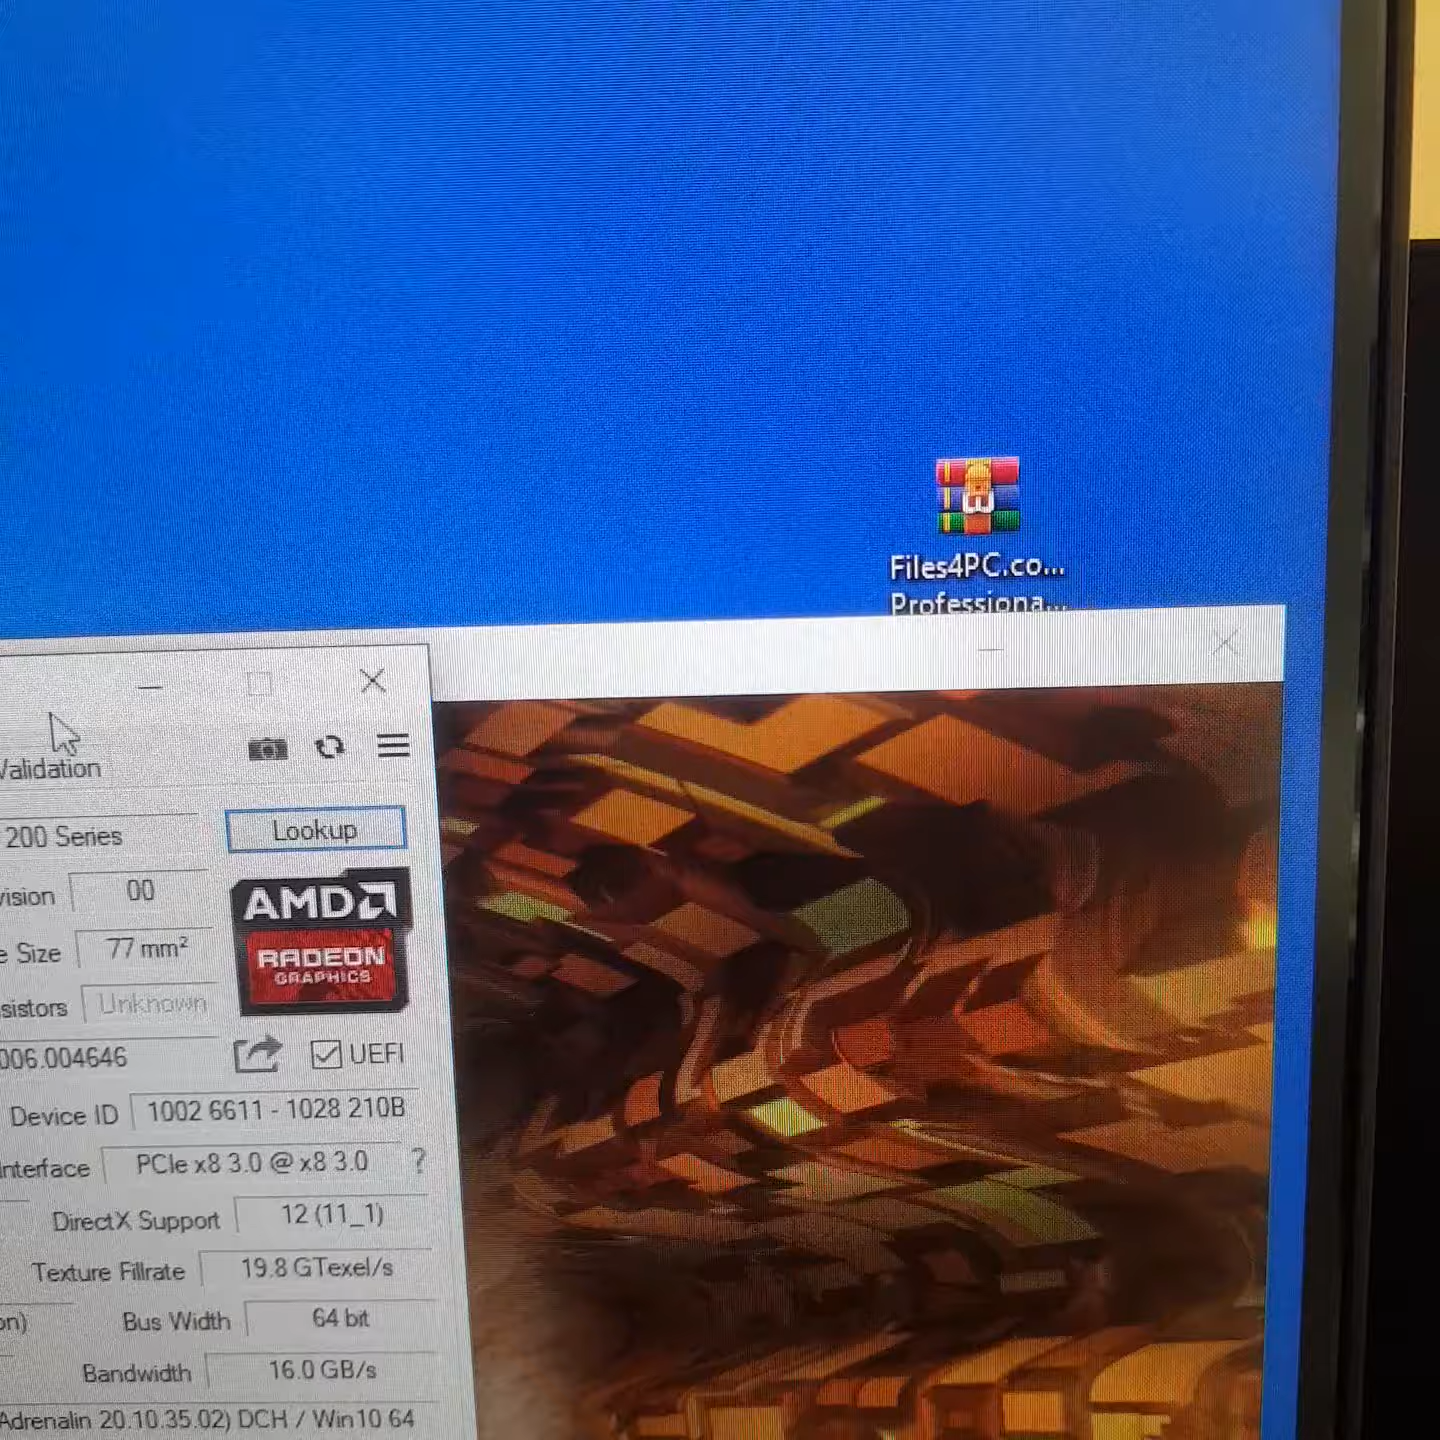 Files4PC.co...
Professiona...
Validation
Lookup
200 Series
vision 00
AMD
RADEON
GRAPHICS
e Size 77 mm²
sistors Unknown
006.004646
UEFI
Device ID 1002 6611 - 1028 210B
Interface PCIe x8 3.0 @ x8 3.0 ?
DirectX Support 12 (11_1)
Texture Fillrate 19.8 GTexel/s
on) Bus Width 64 bit
Bandwidth 16.0 GB/s
Adrenalin 20.10.35.02) DCH / Win10 64